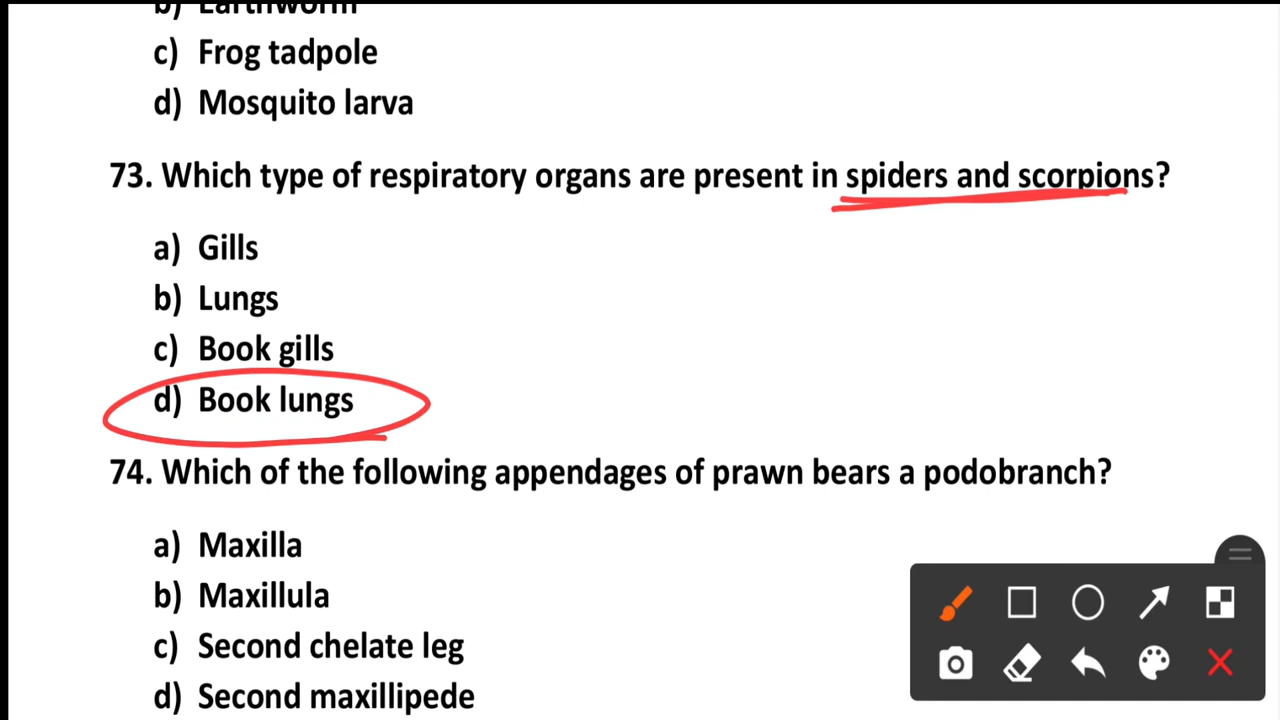 b) Earthworm
c) Frog tadpole
d) Mosquito larva
73. Which type of respiratory organs are present in spiders and scorpions?
a) Gills
b) Lungs
c) Book gills
d) Book lungs
74. Which of the following appendages of prawn bears a podobranch?
a) Maxilla
b) Maxillula
c) Second chelate leg
d) Second maxillipede